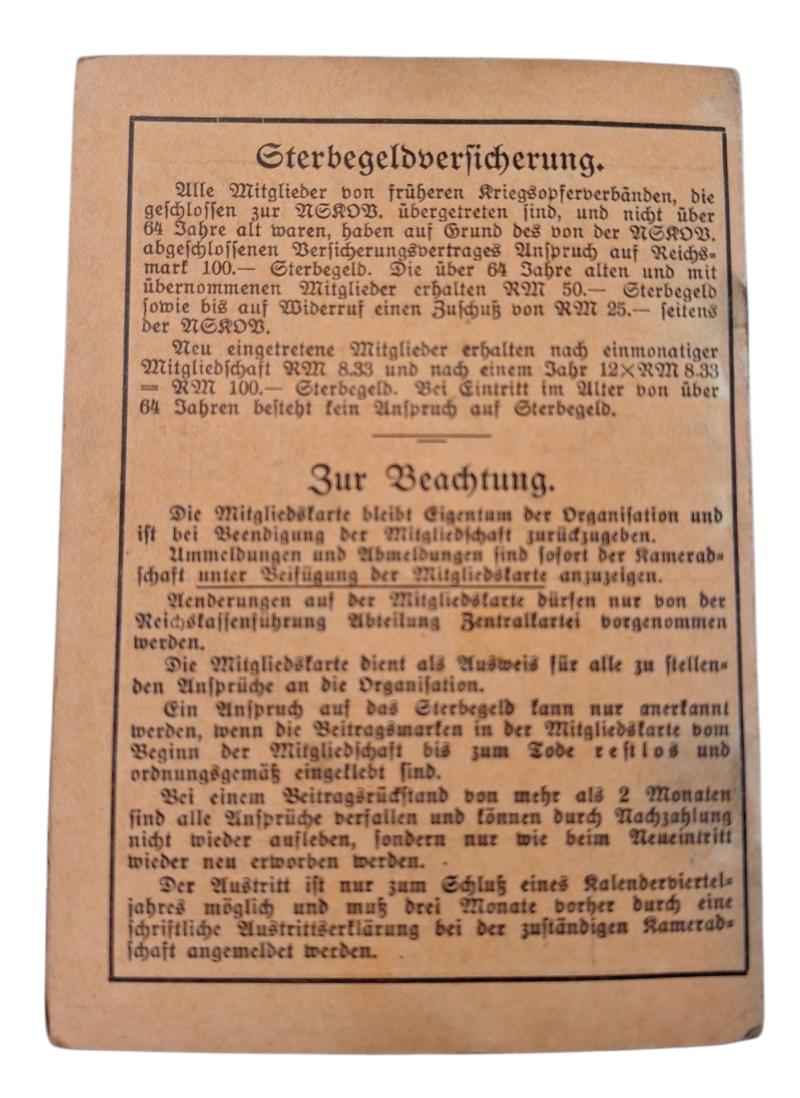 Sterbegeldversicherung.
Alle Mitglieder von früheren Kriegsopferverbänden, die
geschlossen zur NSKOV. übergetreten sind, und nicht über
64 Jahre alt waren, haben auf Grund des von der NSKOV.
abgeschlossenen Versicherungsvertrages Anspruch auf Reichs-
mark 100.— Sterbegeld. Die über 64 Jahre alten und mit
übernommenen Mitglieder erhalten RM 50.— Sterbegeld
sowie bis auf Widerruf einen Zuschuß von RM 25.— seitens
der NSKOV.
Neu eingetretene Mitglieder erhalten nach einmonatiger
Mitgliedschaft RM 8.33 und nach einem Jahr 12×RM 8.33
= RM 100.— Sterbegeld. Bei Eintritt im Alter von über
64 Jahren besteht kein Anspruch auf Sterbegeld.
Zur Beachtung.
Die Mitgliedskarte bleibt Eigentum der Organisation und
ist bei Beendigung der Mitgliedschaft zurückzugeben.
Ummeldungen und Abmeldungen sind sofort der Kamerad-
schaft unter Beifügung der Mitgliedskarte anzuzeigen.
Aenderungen auf der Mitgliedskarte dürfen nur von der
Reichskassenführung Abteilung Zentralkartei vorgenommen
werden.
Die Mitgliedskarte dient als Ausweis für alle zu stellen-
den Ansprüche an die Organisation.
Ein Anspruch auf das Sterbegeld kann nur anerkannt
werden, wenn die Beitragsmarken in der Mitgliedskarte vom
Beginn der Mitgliedschaft bis zum Tode restlos und
ordnungsgemäß eingeklebt sind.
Bei einem Beitragsrückstand von mehr als 2 Monaten
sind alle Ansprüche verfallen und können durch Nachzahlung
nicht wieder aufleben, sondern nur wie beim Neueintritt
wieder neu erworben werden.
Der Austritt ist nur zum Schluß eines Kalenderviertel-
jahres möglich und muß drei Monate vorher durch eine
schriftliche Austrittserklärung bei der zuständigen Kamerad-
schaft angemeldet werden.